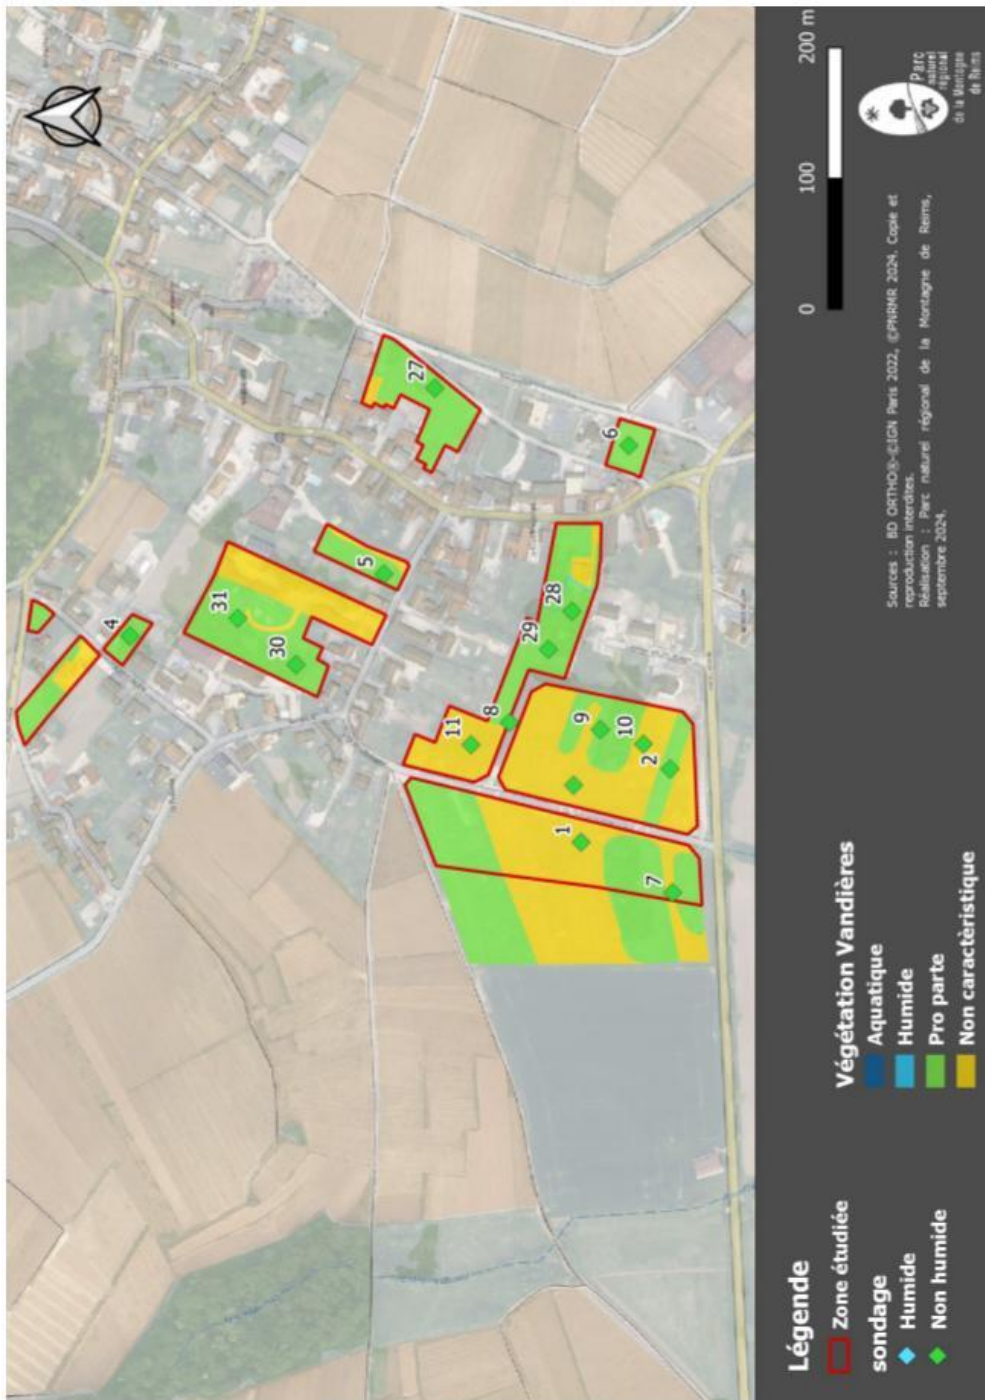 31
30
4
5
27
6
11
8
29
28
9
10
2
1
7
Légende
Zone étudiée
sondage
Humide
Non humide
Végétation Vandières
Aquatique
Humide
Pro parte
Non caractèristique
Sources : BD ORTHO®-©IGN Paris 2022, ©PNRMR 2024. Copie et
reproduction interdites.
Réalisation : Parc naturel régional de la Montagne de Reims,
septembre 2024.
0 100 200 m
Parc
naturel
régional
de la Montagne
de Reims